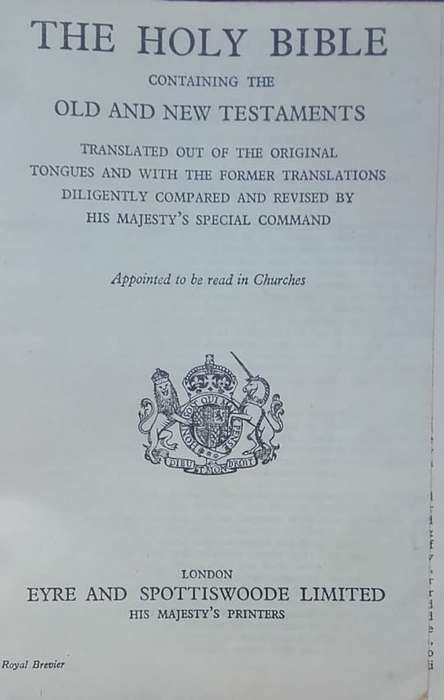 THE HOLY BIBLE
CONTAINING THE
OLD AND NEW TESTAMENTS
TRANSLATED OUT OF THE ORIGINAL
TONGUES AND WITH THE FORMER TRANSLATIONS
DILIGENTLY COMPARED AND REVISED BY
HIS MAJESTY'S SPECIAL COMMAND
Appointed to be read in Churches
DIEU ET MON DROIT
LONDON
EYRE AND SPOTTISWOODE LIMITED
HIS MAJESTY'S PRINTERS
Royal Brevier